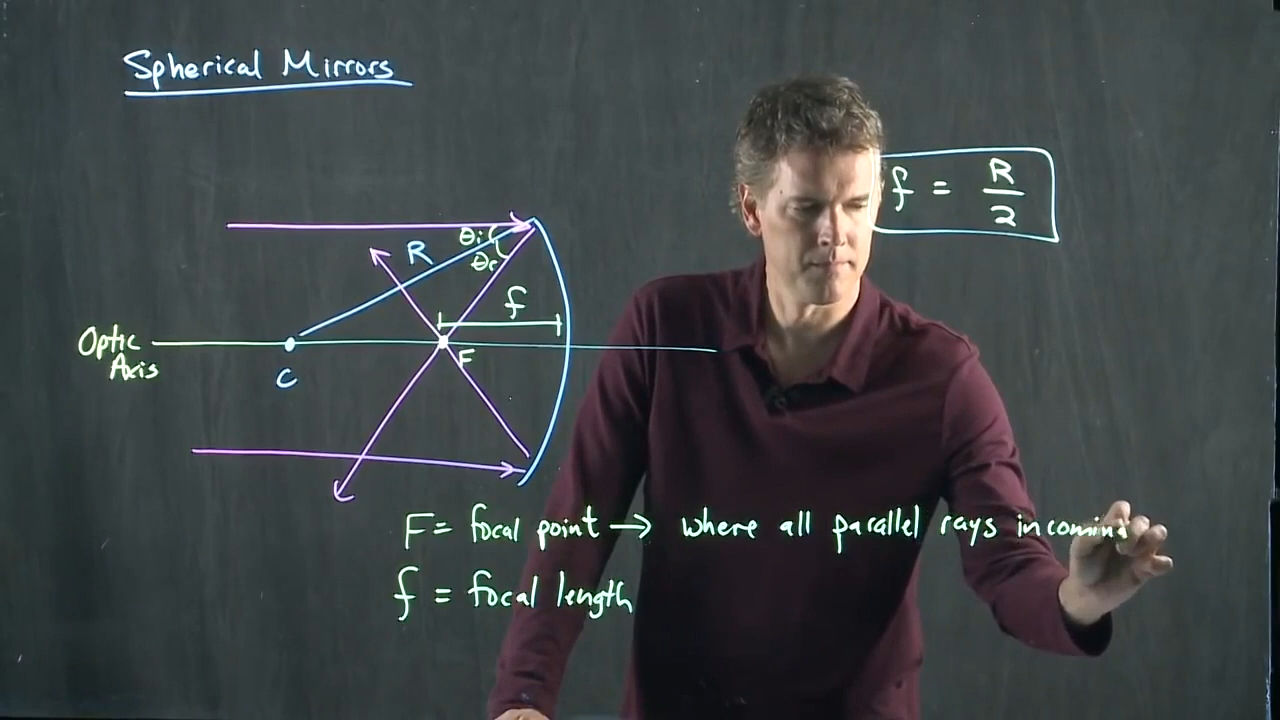 Spherical Mirrors
f = R/2
R
θi
θr
f
Optic
Axis
C
F
F = focal point → where all parallel rays incoming
f = focal length